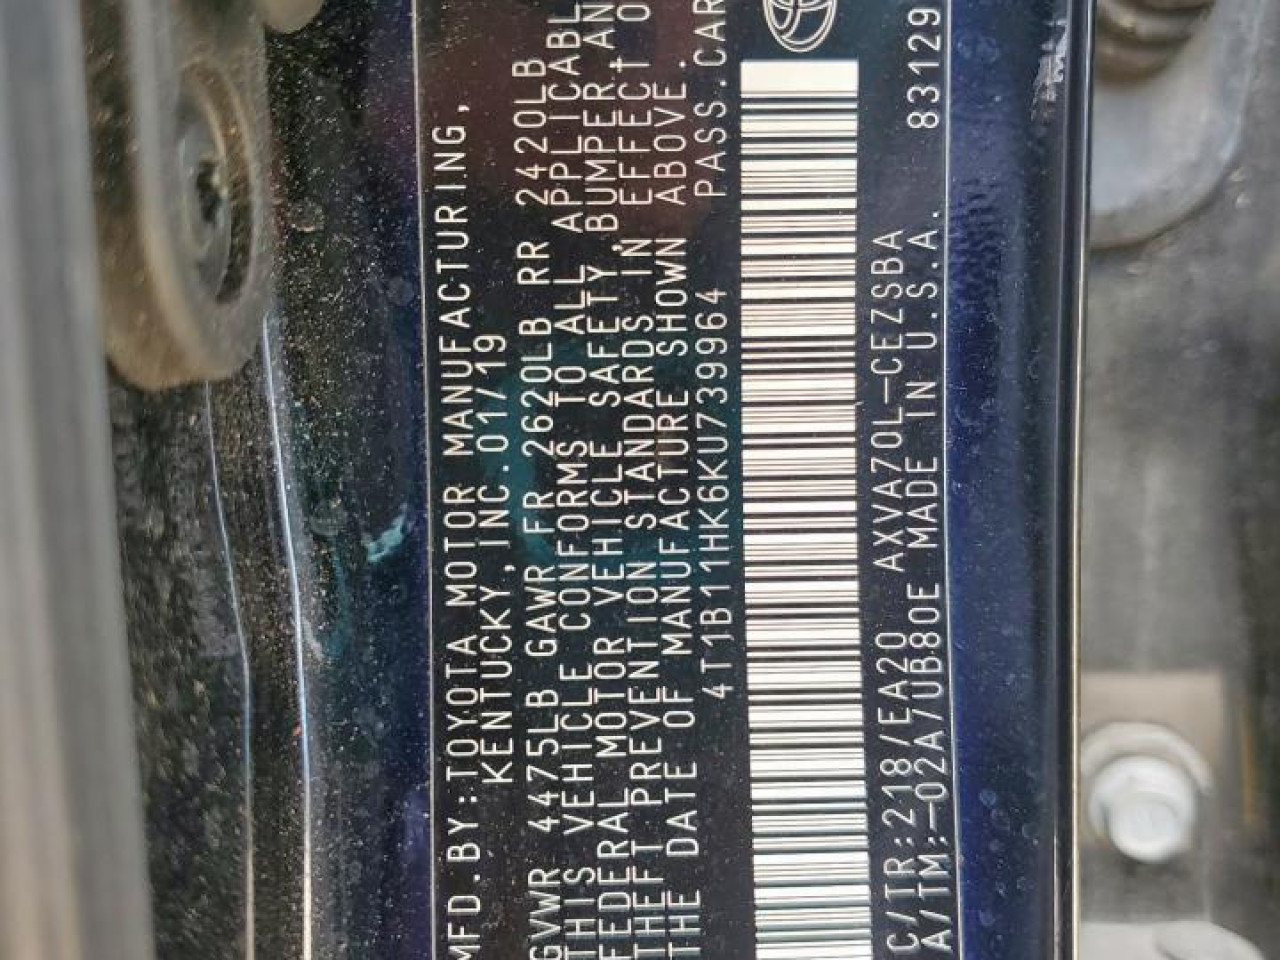 MFD.BY:TOYOTA MOTOR MANUFACTURING,
KENTUCKY,INC.01/19
GVWR 4475LB GAWR FR 2620LB RR 2420LB
THIS VEHICLE CONFORMS TO ALL APPLICABL
FEDERAL MOTOR VEHICLE SAFETY,BUMPER AN
THEFT PREVENTION STANDARDS IN EFFECT O
THE DATE OF MANUFACTURE SHOWN ABOVE.
4T1B11HK6KU739964 PASS.CAR
C/TR:218/EA20 AXVA70L-CEZSBA
A/TM:-02A/UB80E MADE IN U.S.A. 83129